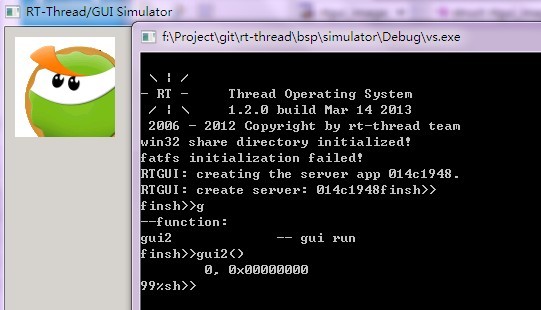 RT-Thread/GUI Simulator
f:\Project\git\rt-thread\bsp\simulator\Debug\vs.exe
\ | /
- RT -     Thread Operating System
/ | \     1.2.0 build Mar 14 2013
2006 - 2012 Copyright by rt-thread team
win32 share directory initialized!
fatfs initialization failed!
RTGUI: creating the server app 014c1948.
RTGUI: create server: 014c1948finsh>>
finsh>>g
--function:
gui2             -- gui run
finsh>>gui2()
0, 0x00000000
99%sh>>